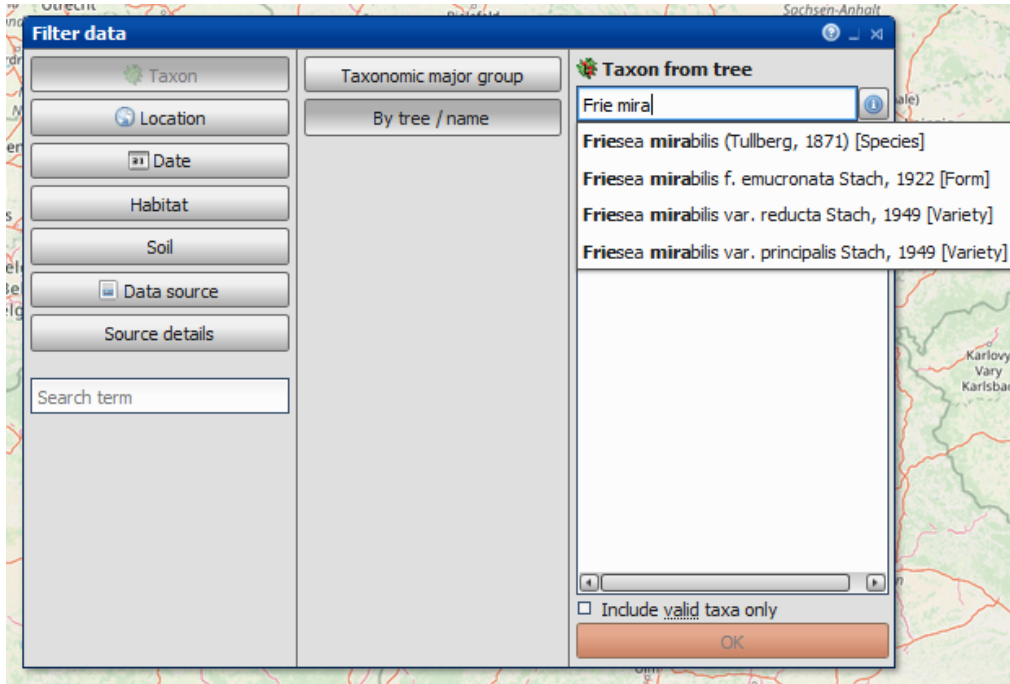 Utrecht
Bielefeld
Sachsen-Anhalt
Filter data
Taxon
Location
Date
Habitat
Soil
Data source
Source details
Search term
Taxonomic major group
By tree / name
Taxon from tree
Frie mira
Friesea mirabilis (Tullberg, 1871) [Species]
Friesea mirabilis f. emucronata Stach, 1922 [Form]
Friesea mirabilis var. reducta Stach, 1949 [Variety]
Friesea mirabilis var. principalis Stach, 1949 [Variety]
Include valid taxa only
OK
ale)
Karlovy
Vary
Karlsba